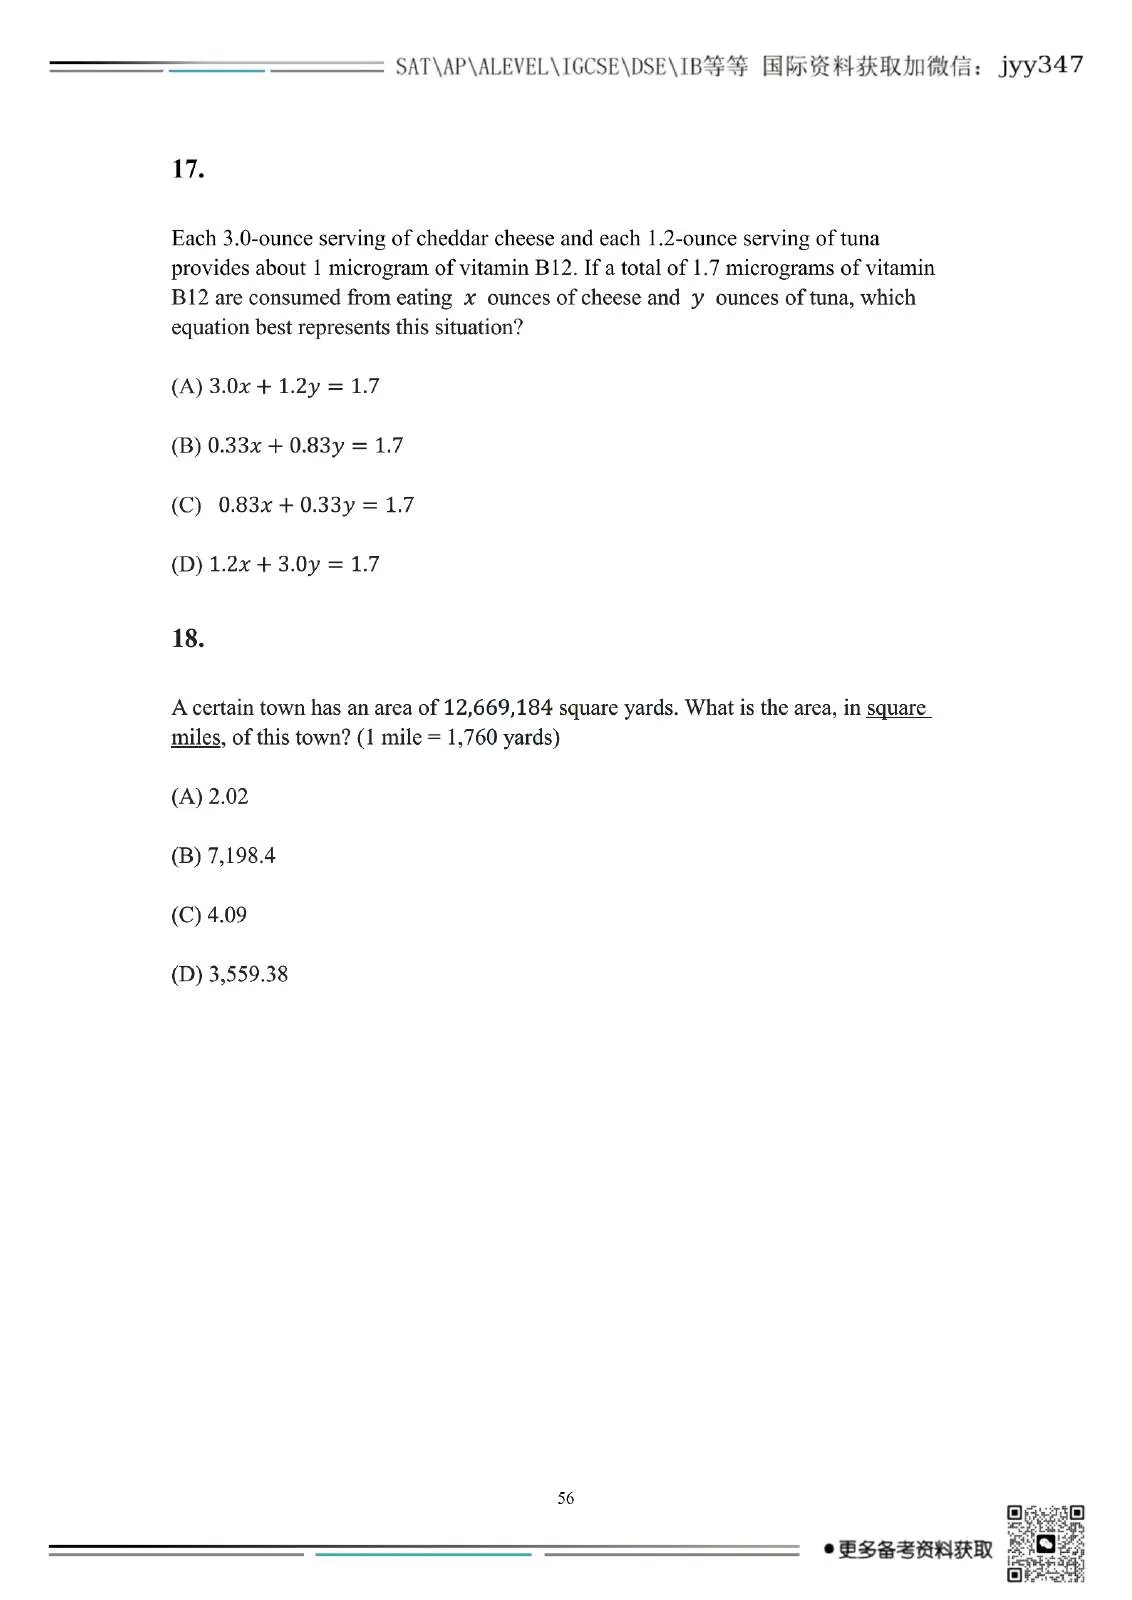 SAT\AP\ALEVEL\IGCSE\DSE\IB等等 国际资料获取加微信： jyy347
17.
Each 3.0-ounce serving of cheddar cheese and each 1.2-ounce serving of tuna
provides about 1 microgram of vitamin B12. If a total of 1.7 micrograms of vitamin
B12 are consumed from eating x ounces of cheese and y ounces of tuna, which
equation best represents this situation?
(A) 3.0x + 1.2y = 1.7
(B) 0.33x + 0.83y = 1.7
(C) 0.83x + 0.33y = 1.7
(D) 1.2x + 3.0y = 1.7
18.
A certain town has an area of 12,669,184 square yards. What is the area, in square
miles, of this town? (1 mile = 1,760 yards)
(A) 2.02
(B) 7,198.4
(C) 4.09
(D) 3,559.38
56
●更多备考资料获取